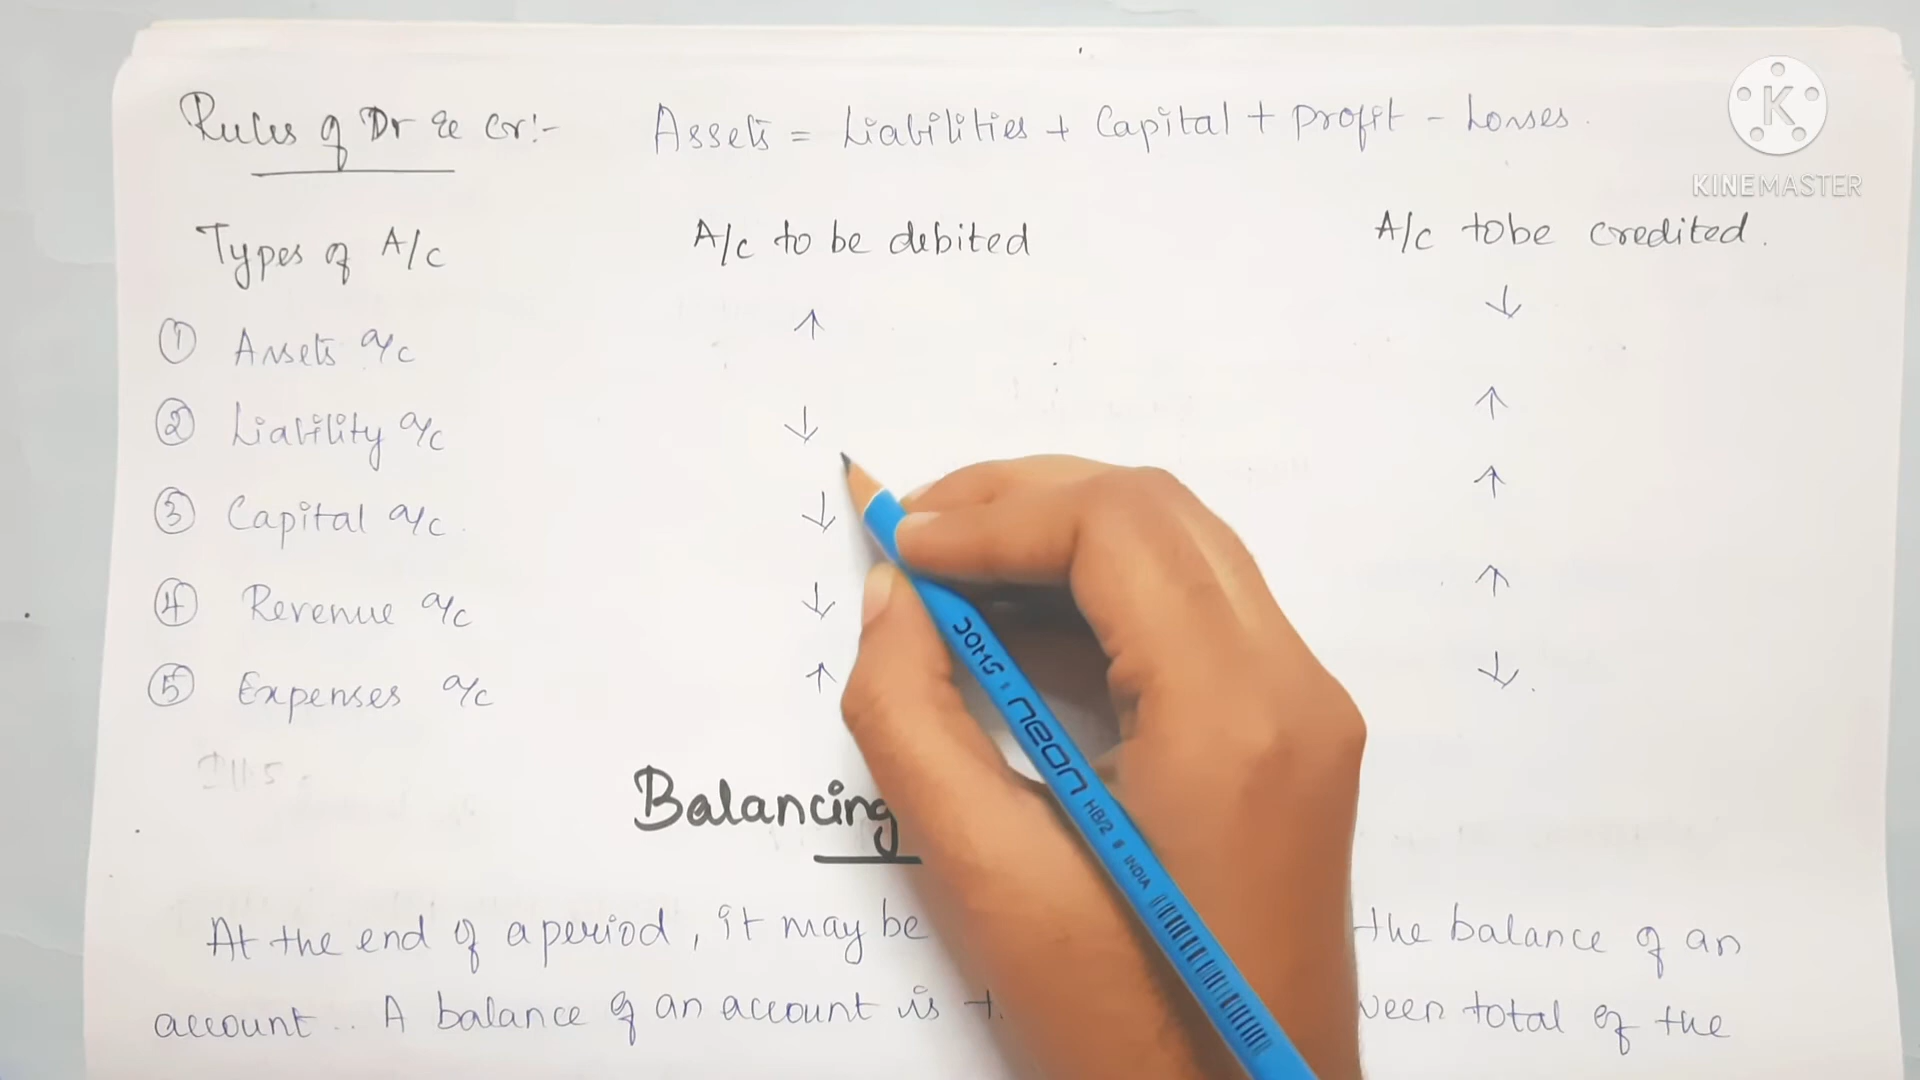 Rules of Dr & Cr:- Assets = Liabilities + Capital + Profit - Losses.
KINEMASTER
Types of A/c A/c to be debited A/c tobe credited.
① Assets a/c ↑ ↓
② Liability a/c ↓ ↑
③ Capital a/c ↓ ↑
④ Revenue a/c ↓ ↑
⑤ Expenses a/c ↑ ↓
Balancing
At the end of a period, it may be the balance of an
account.. A balance of an account is total of the
DOMS neon HB/2 INDIA